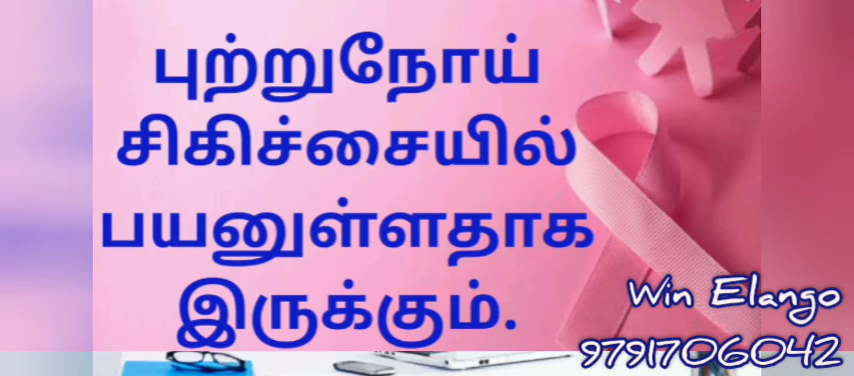 புற்றுநோய்
சிகிச்சையில்
பயனுள்ளதாக
இருக்கும்.
Win Elango
9791706042